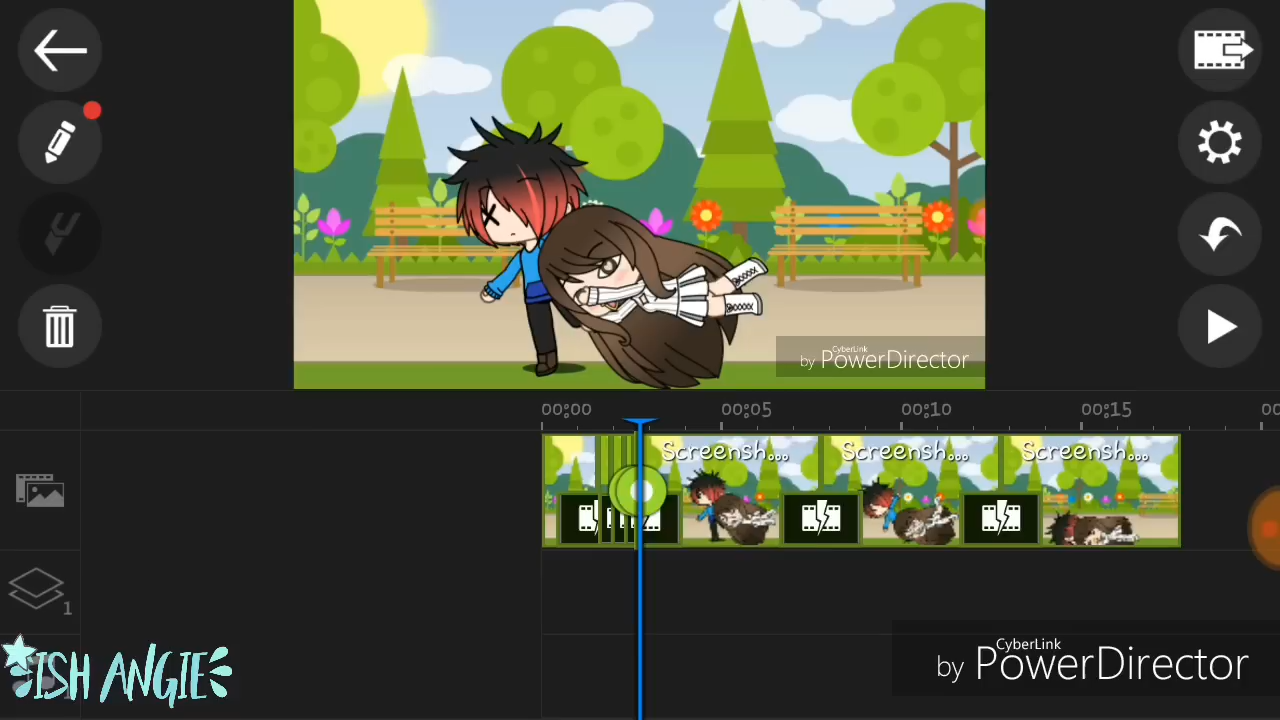 CyberLink
by PowerDirector
00:00 00:05 00:10 00:15 00
Screensh... Screensh... Screensh...
1
CyberLink
by PowerDirector
ISH ANGIE